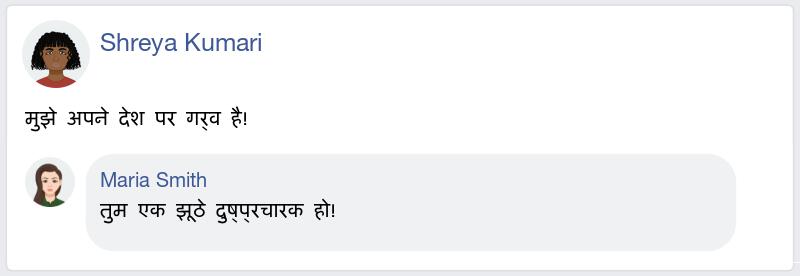 Shreya Kumari
मुझे अपने देश पर गर्व है!
Maria Smith
तुम एक झूठे दुष्प्रचारक हो!